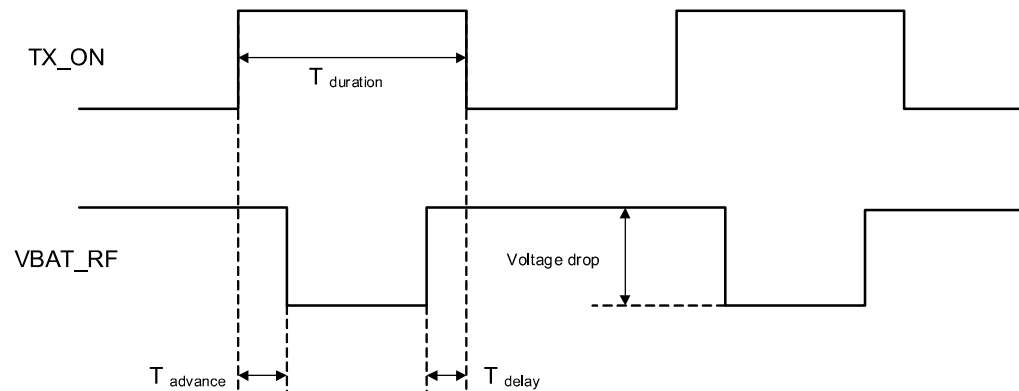 TX_ON
T duration
VBAT_RF
Voltage drop
T advance
T delay